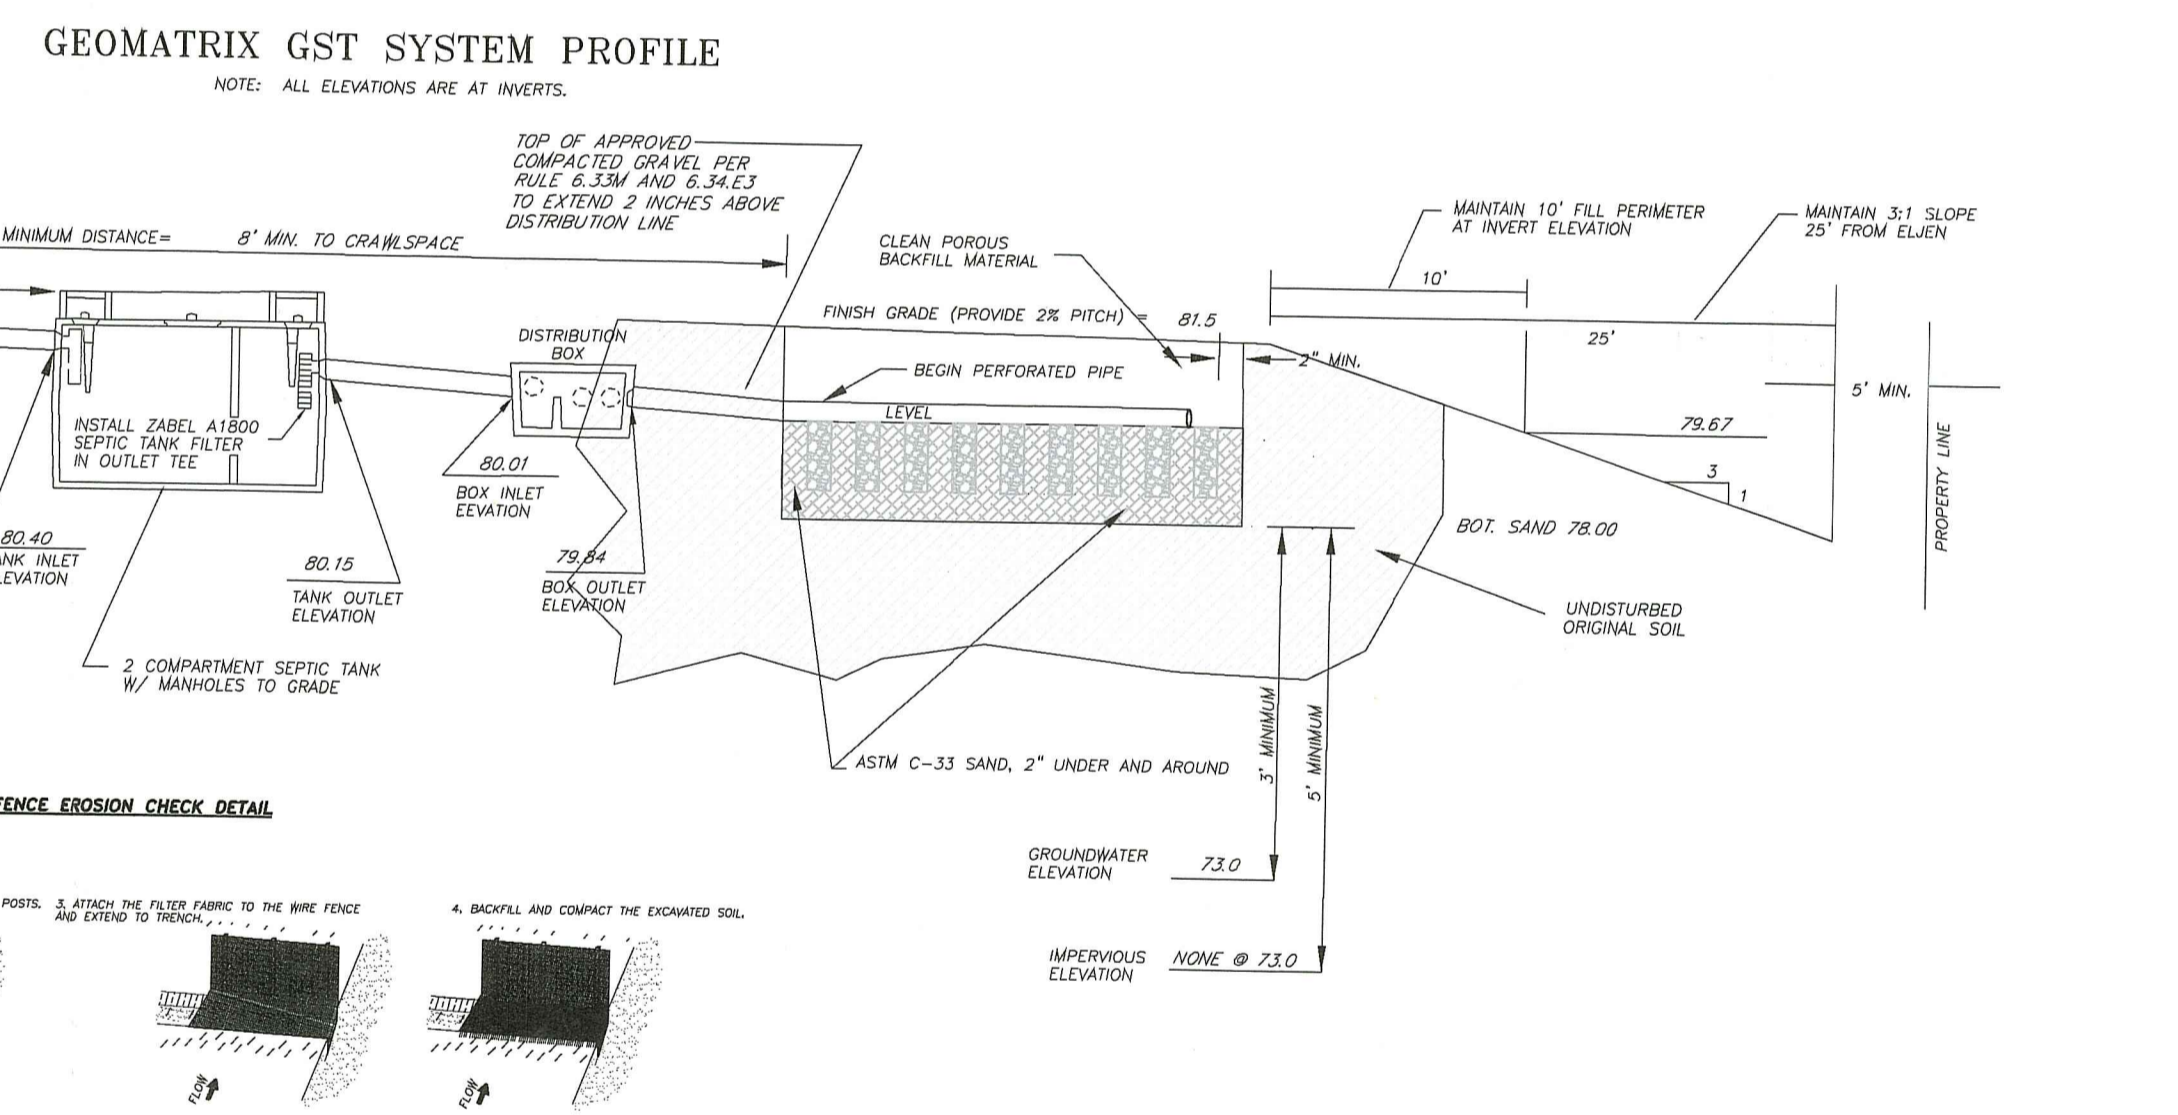 GEOMATRIX GST SYSTEM PROFILE
NOTE: ALL ELEVATIONS ARE AT INVERTS.
TOP OF APPROVED
COMPACTED GRAVEL PER
RULE 6.33M AND 6.34.E3
TO EXTEND 2 INCHES ABOVE
DISTRIBUTION LINE
MINIMUM DISTANCE= 8' MIN. TO CRAWLSPACE
CLEAN POROUS
BACKFILL MATERIAL
MAINTAIN 10' FILL PERIMETER
AT INVERT ELEVATION
MAINTAIN 3:1 SLOPE
25' FROM ELJEN
10'
25'
FINISH GRADE (PROVIDE 2% PITCH) = 81.5
2" MIN.
5' MIN.
PROPERTY LINE
DISTRIBUTION
BOX
BEGIN PERFORATED PIPE
LEVEL
79.67
3
1
INSTALL ZABEL A1800
SEPTIC TANK FILTER
IN OUTLET TEE
80.01
BOX INLET
EEVATION
BOT. SAND 78.00
80.40
ANK INLET
LEVATION
80.15
TANK OUTLET
ELEVATION
79.84
BOX OUTLET
ELEVATION
UNDISTURBED
ORIGINAL SOIL
2 COMPARTMENT SEPTIC TANK
W/ MANHOLES TO GRADE
ASTM C-33 SAND, 2" UNDER AND AROUND
3' MINIMUM
5' MINIMUM
GROUNDWATER
ELEVATION
73.0
IMPERVIOUS
ELEVATION
NONE @ 73.0
FENCE EROSION CHECK DETAIL
POSTS. 3. ATTACH THE FILTER FABRIC TO THE WIRE FENCE
AND EXTEND TO TRENCH.
4. BACKFILL AND COMPACT THE EXCAVATED SOIL.
FLOW
FLOW